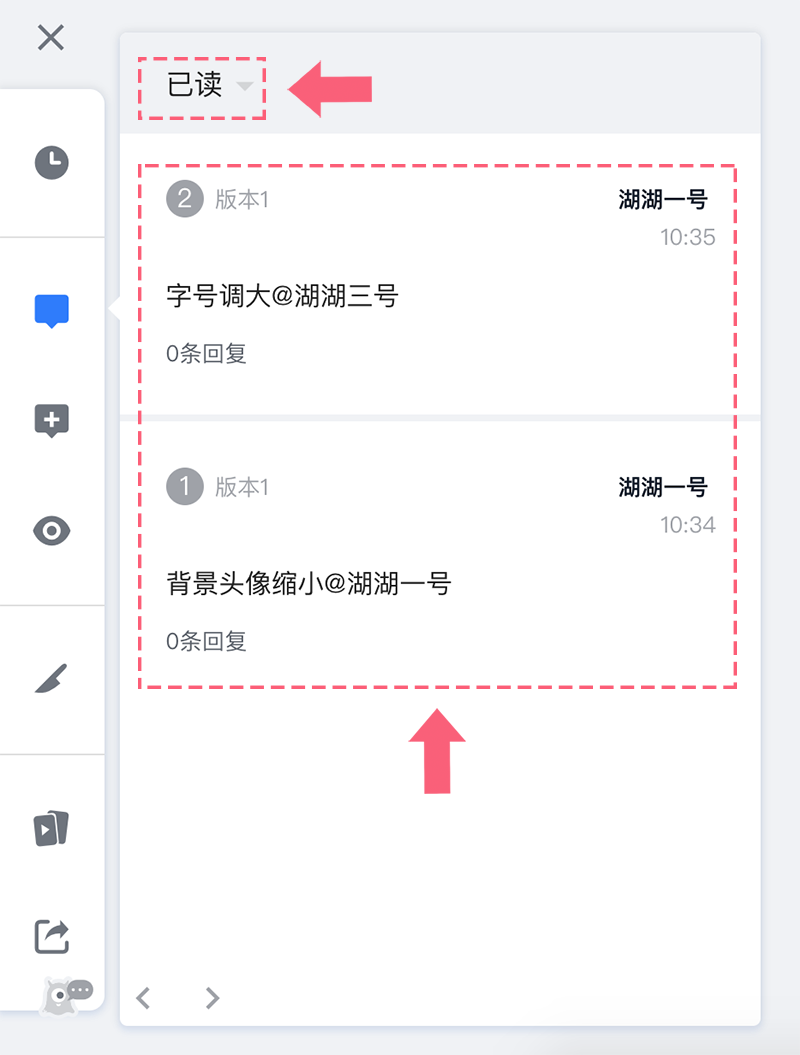 已读
2 版本1 湖湖一号
10:35
字号调大@湖湖三号
0条回复
1 版本1 湖湖一号
10:34
背景头像缩小@湖湖一号
0条回复